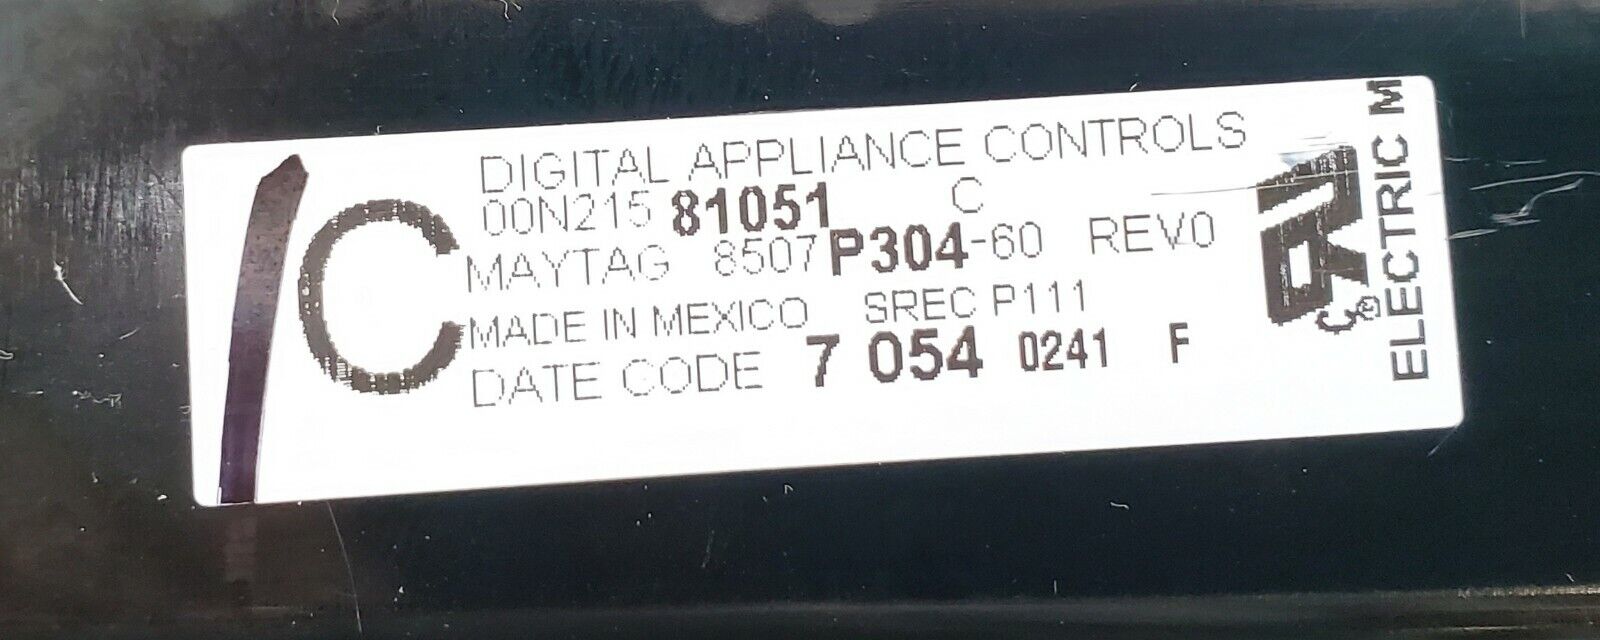 C
DIGITAL APPLIANCE CONTROLS
00N215 81051 C
MAYTAG 8507P304-60 REV0
MADE IN MEXICO SREC P111
DATE CODE 7 054 0241 F
C ®
ELECTRIC M